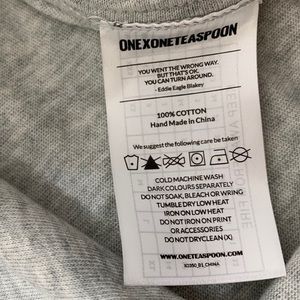 ONEXONETEASPOON
YOU WENT THE WRONG WAY.
BUT THAT'S OK.
YOU CAN TURN AROUND.
- Eddie Eagle Blakey
100% COTTON
Hand Made in China
We suggest the following care be taken
COLD MACHINE WASH
DARK COLOURS SEPARATELY
DO NOT SOAK, BLEACH OR WRING
TUMBLE DRY LOW HEAT
IRON ON LOW HEAT
DO NOT IRON ON PRINT
OR ACCESSORIES
DO NOT DRYCLEAN (X)
WWW.ONETEASPOON.COM